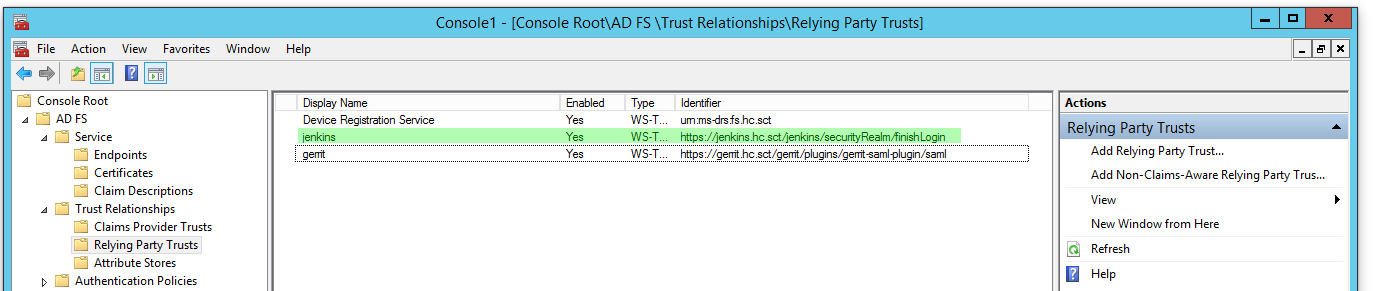 Console1 - [Console Root\AD FS \Trust Relationships\Relying Party Trusts]
File Action View Favorites Window Help
Console Root
AD FS
Service
Endpoints
Certificates
Claim Descriptions
Trust Relationships
Claims Provider Trusts
Relying Party Trusts
Attribute Stores
Authentication Policies
Display Name Enabled Type Identifier
Device Registration Service Yes WS-T... urn:ms-drs:fs.hc.sct
jenkins Yes WS-T... https://jenkins.hc.sct/jenkins/securityRealm/finishLogin
gerrit Yes WS-T... https://gerrit.hc.sct/gerrit/plugins/gerrit-saml-plugin/saml
Actions
Relying Party Trusts
Add Relying Party Trust...
Add Non-Claims-Aware Relying Party Trus...
View
New Window from Here
Refresh
Help